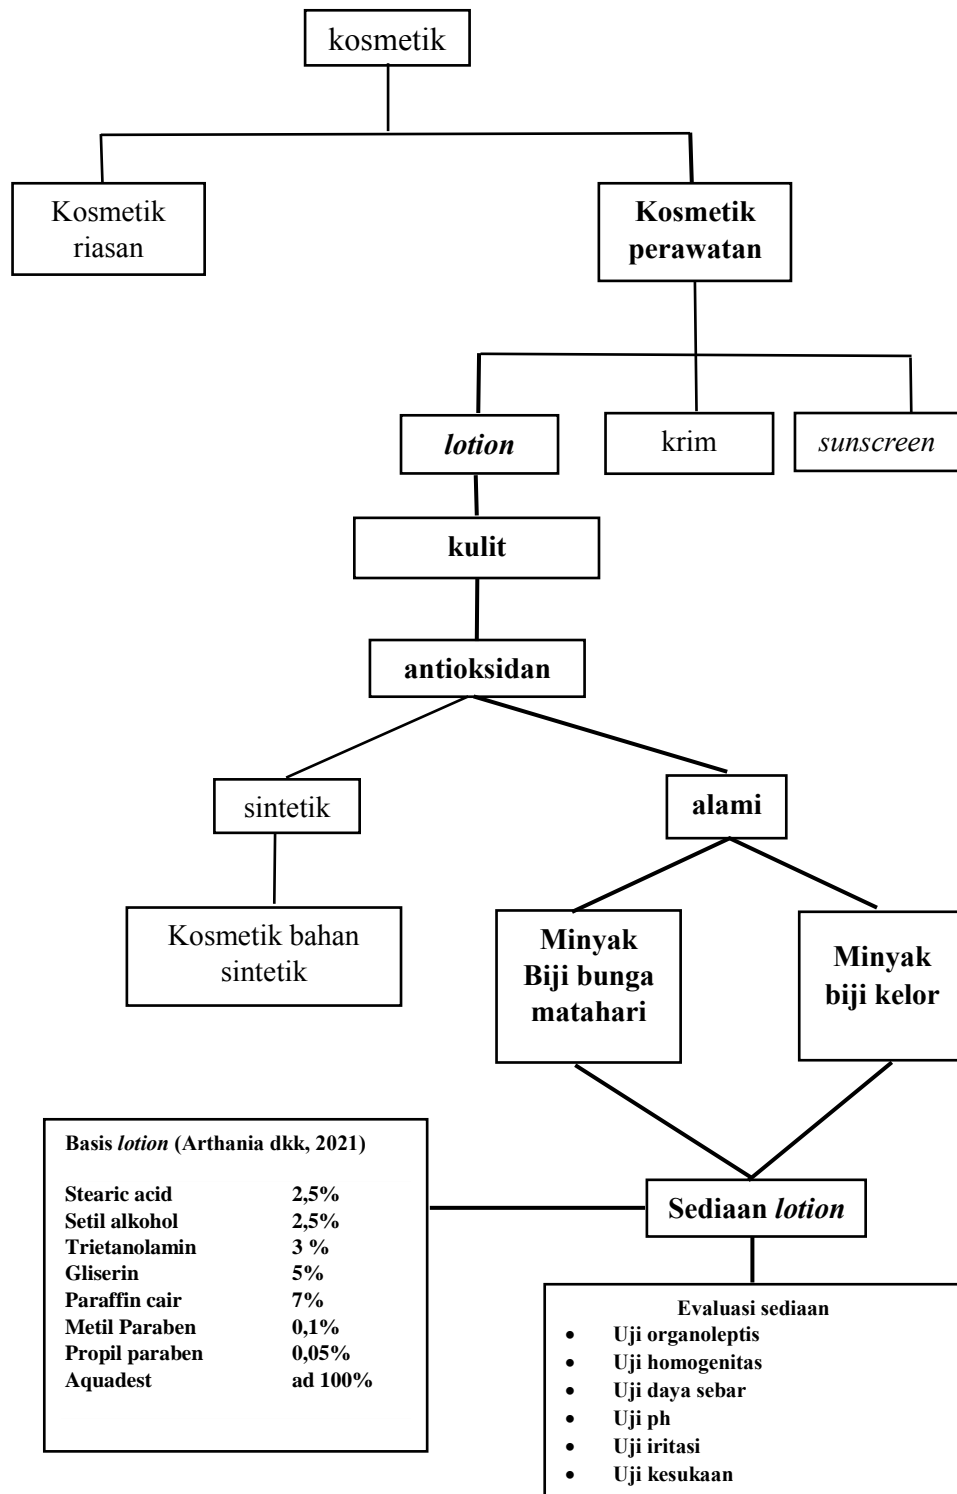 kosmetik
Kosmetik
riasan
Kosmetik
perawatan
lotion
krim
sunscreen
kulit
antioksidan
sintetik
alami
Kosmetik bahan
sintetik
Minyak
Biji bunga
matahari
Minyak
biji kelor
Basis lotion (Arthania dkk, 2021)
Stearic acid 2,5%
Setil alkohol 2,5%
Trietanolamin 3 %
Gliserin 5%
Paraffin cair 7%
Metil Paraben 0,1%
Propil paraben 0,05%
Aquadest ad 100%
Sediaan lotion
Evaluasi sediaan
• Uji organoleptis
• Uji homogenitas
• Uji daya sebar
• Uji ph
• Uji iritasi
• Uji kesukaan